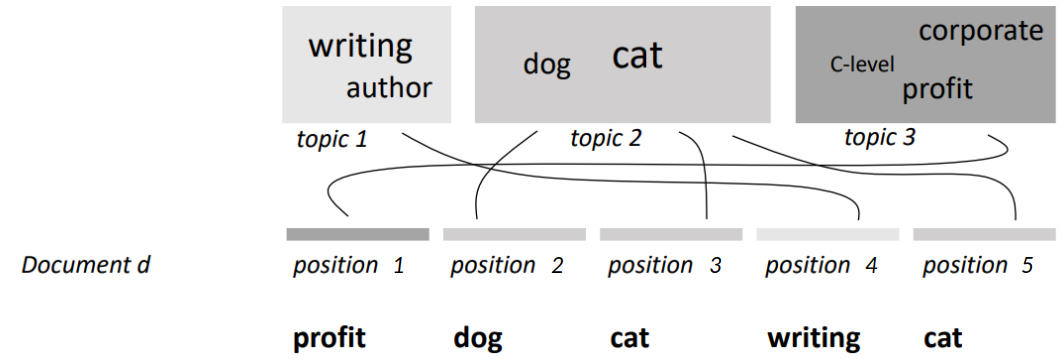 writing
author
dog cat
corporate
C-level
profit
topic 1 topic 2 topic 3
Document d position 1 position 2 position 3 position 4 position 5
profit dog cat writing cat